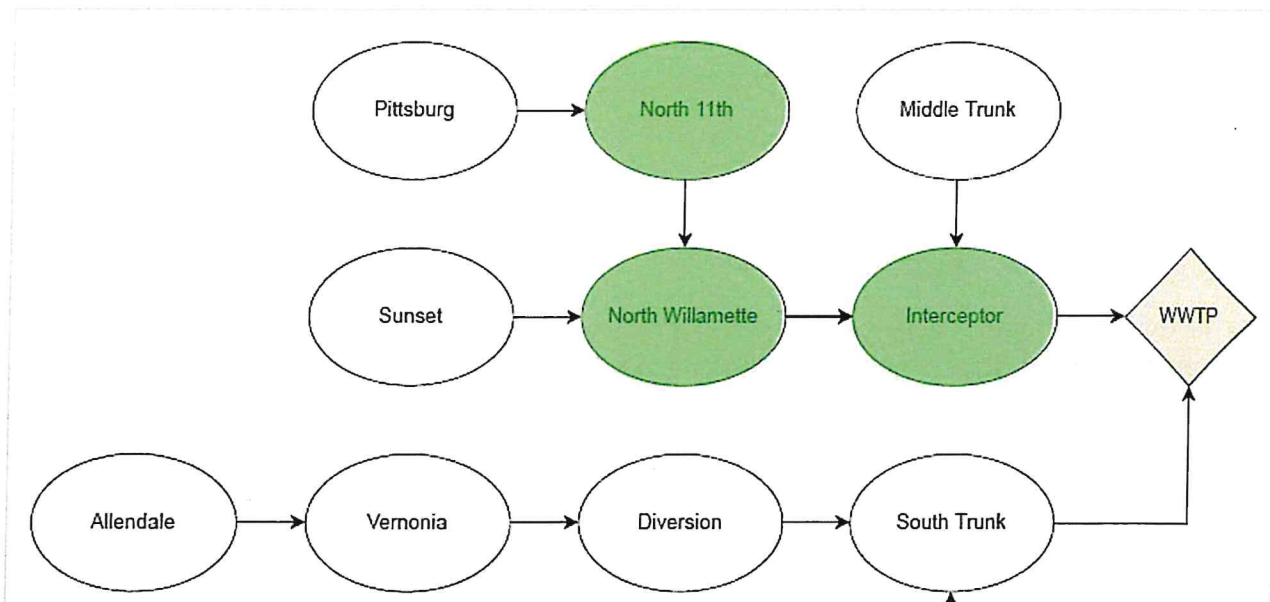 Pittsburg
North 11th
Middle Trunk
Sunset
North Willamette
Interceptor
WWTP
Allendale
Vernonia
Diversion
South Trunk